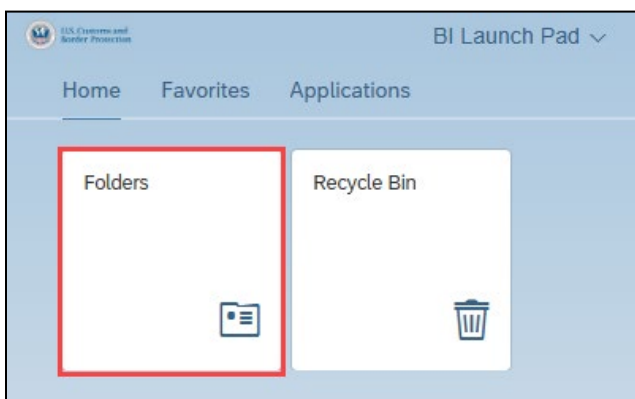 U.S. Customs and
Border Protection
BI Launch Pad
Home Favorites Applications
Folders
Recycle Bin